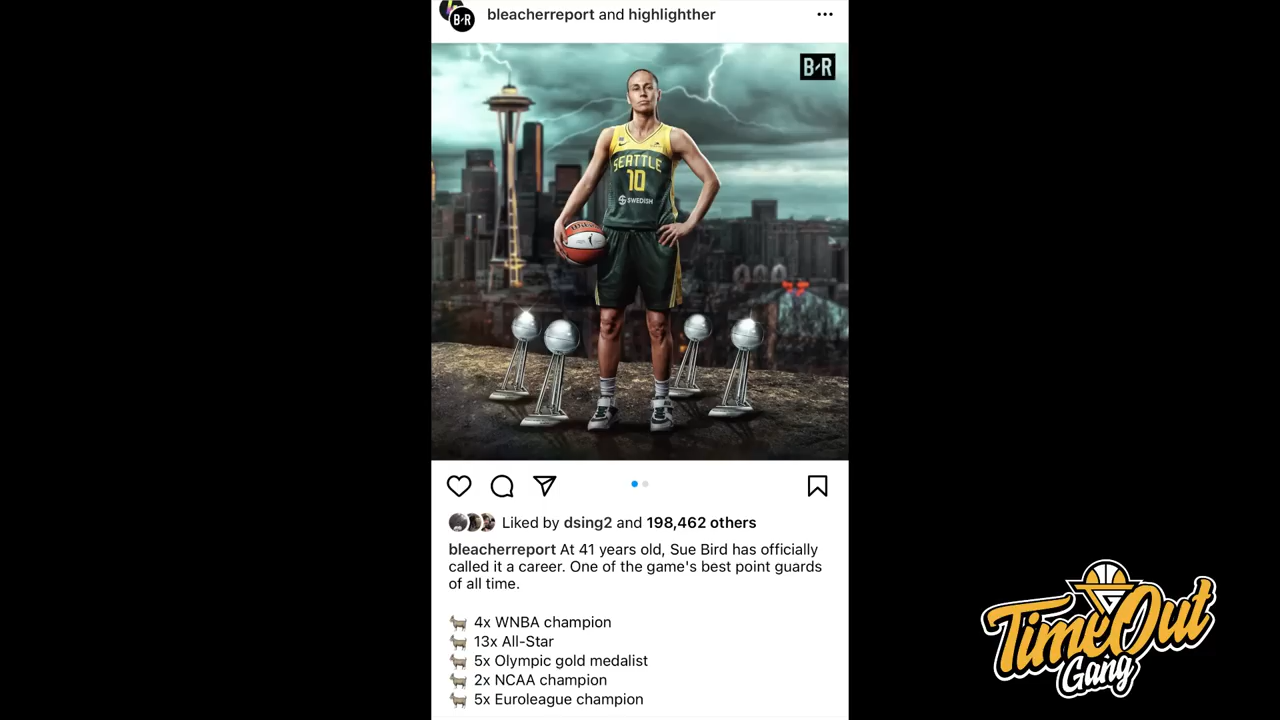 bleacherreport and highlighther
B/R
B/R
SEATTLE
10
SWEDISH
Wilson
Liked by dsing2 and 198,462 others
bleacherreport At 41 years old, Sue Bird has officially
called it a career. One of the game's best point guards
of all time.
4x WNBA champion
13x All-Star
5x Olympic gold medalist
2x NCAA champion
5x Euroleague champion
TimeOut
Gang